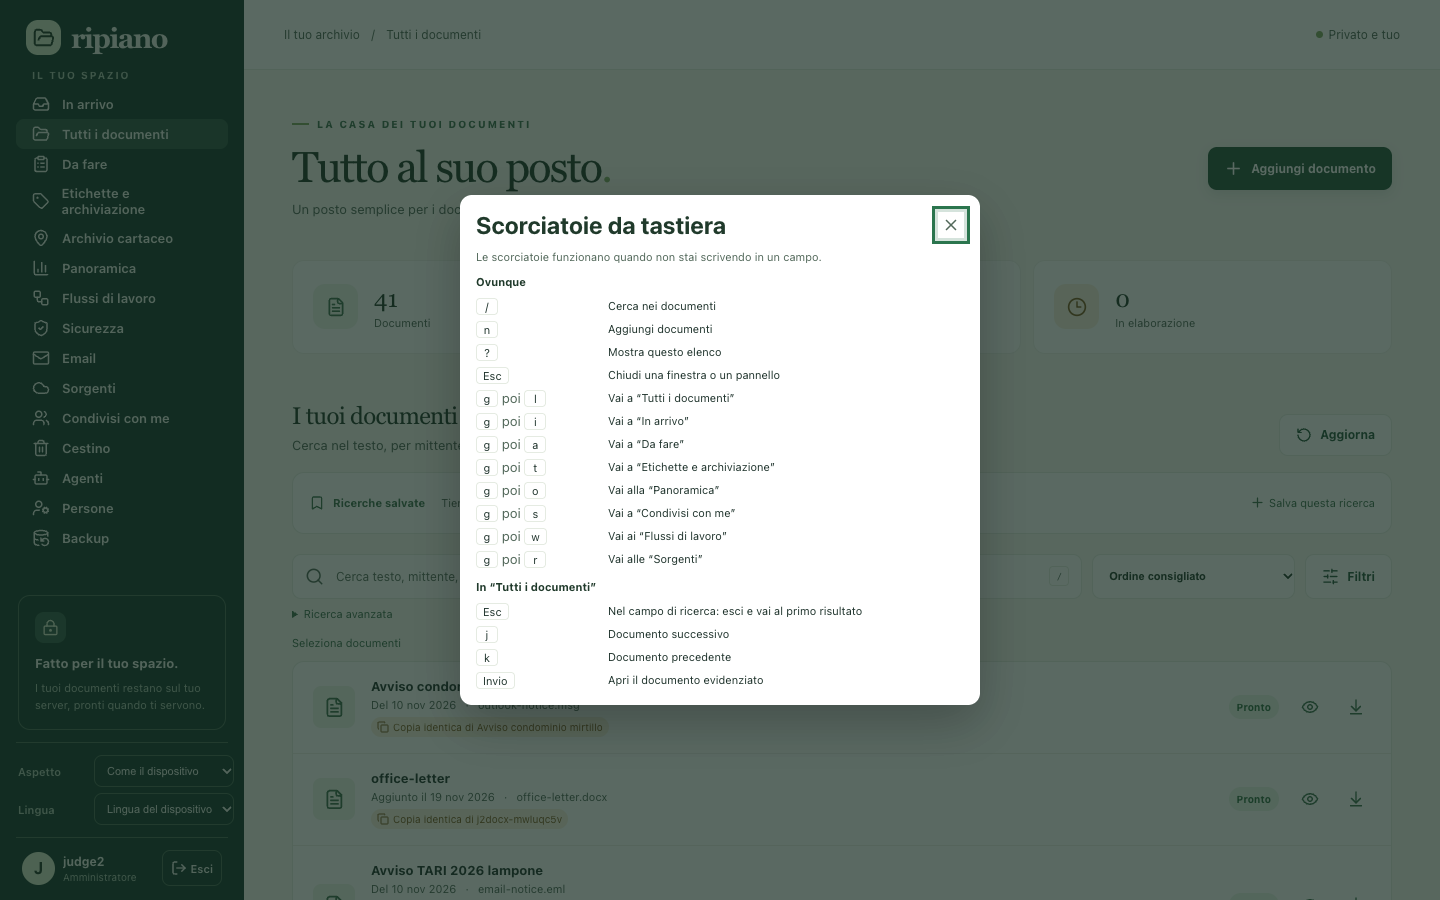 ripiano
IL TUO SPAZIO
In arrivo
Tutti i documenti
Da fare
Etichette e
archiviazione
Archivio cartaceo
Panoramica
Flussi di lavoro
Sicurezza
Email
Sorgenti
Condivisi con me
Cestino
Agenti
Persone
Backup
Fatto per il tuo spazio.
I tuoi documenti restano sul tuo
server, pronti quando ti servono.
Aspetto
Come il dispositivo
Lingua
Lingua del dispositivo
J
judge2
Amministratore
Esci
Il tuo archivio / Tutti i documenti
Privato e tuo
LA CASA DEI TUOI DOCUMENTI
Tutto al suo posto.
Un posto semplice per i doc
Aggiungi documento
41
Documenti
0
In elaborazione
I tuoi documenti
Cerca nel testo, per mittente
Aggiorna
Ricerche salvate
Salva questa ricerca
Cerca testo, mittente,
/
Ordine consigliato
Filtri
Ricerca avanzata
Seleziona documenti
Scorciatoie da tastiera
Le scorciatoie funzionano quando non stai scrivendo in un campo.
Ovunque
/ Cerca nei documenti
n Aggiungi documenti
? Mostra questo elenco
Esc Chiudi una finestra o un pannello
g poi l Vai a “Tutti i documenti”
g poi i Vai a “In arrivo”
g poi a Vai a “Da fare”
g poi t Vai a “Etichette e archiviazione”
g poi o Vai alla “Panoramica”
g poi s Vai a “Condivisi con me”
g poi w Vai ai “Flussi di lavoro”
g poi r Vai alle “Sorgenti”
In “Tutti i documenti”
Esc Nel campo di ricerca: esci e vai al primo risultato
j Documento successivo
k Documento precedente
Invio Apri il documento evidenziato
Avviso condo
Del 10 nov 2026 · outlook-notice.msg
Copia identica di Avviso condominio mirtillo
Pronto
office-letter
Aggiunto il 19 nov 2026 · office-letter.docx
Copia identica di j2docx-mwluqc5v
Pronto
Avviso TARI 2026 lampone
Del 10 nov 2026 · email-notice.eml